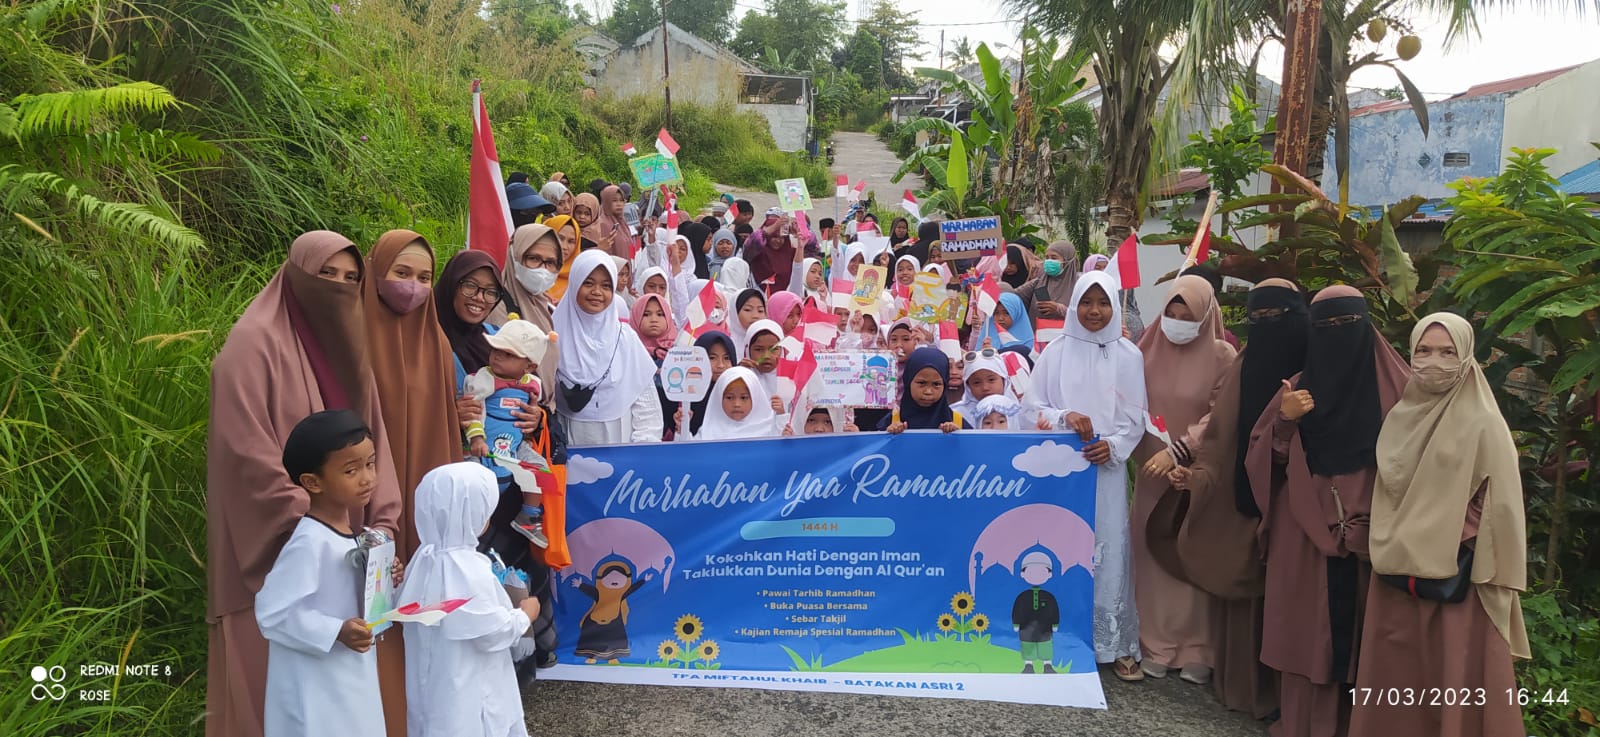 MARHABAN
RAMADHAN
MARHABAN
MARHABAN
Marhaban Yaa Ramadhan
1444 H
Kokohkan Hati Dengan Iman
Taklukkan Dunia Dengan Al Qur'an
• Pawai Tarhib Ramadhan
• Buka Puasa Bersama
• Sebar Takjil
• Kajian Remaja Spesial Ramadhan
TPA MIFTAHUL KHAIR - BATAKAN ASRI 2
REDMI NOTE 8
ROSE
17/03/2023 16:44